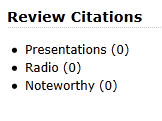 Review Citations
• Presentations (0)
• Radio (0)
• Noteworthy (0)